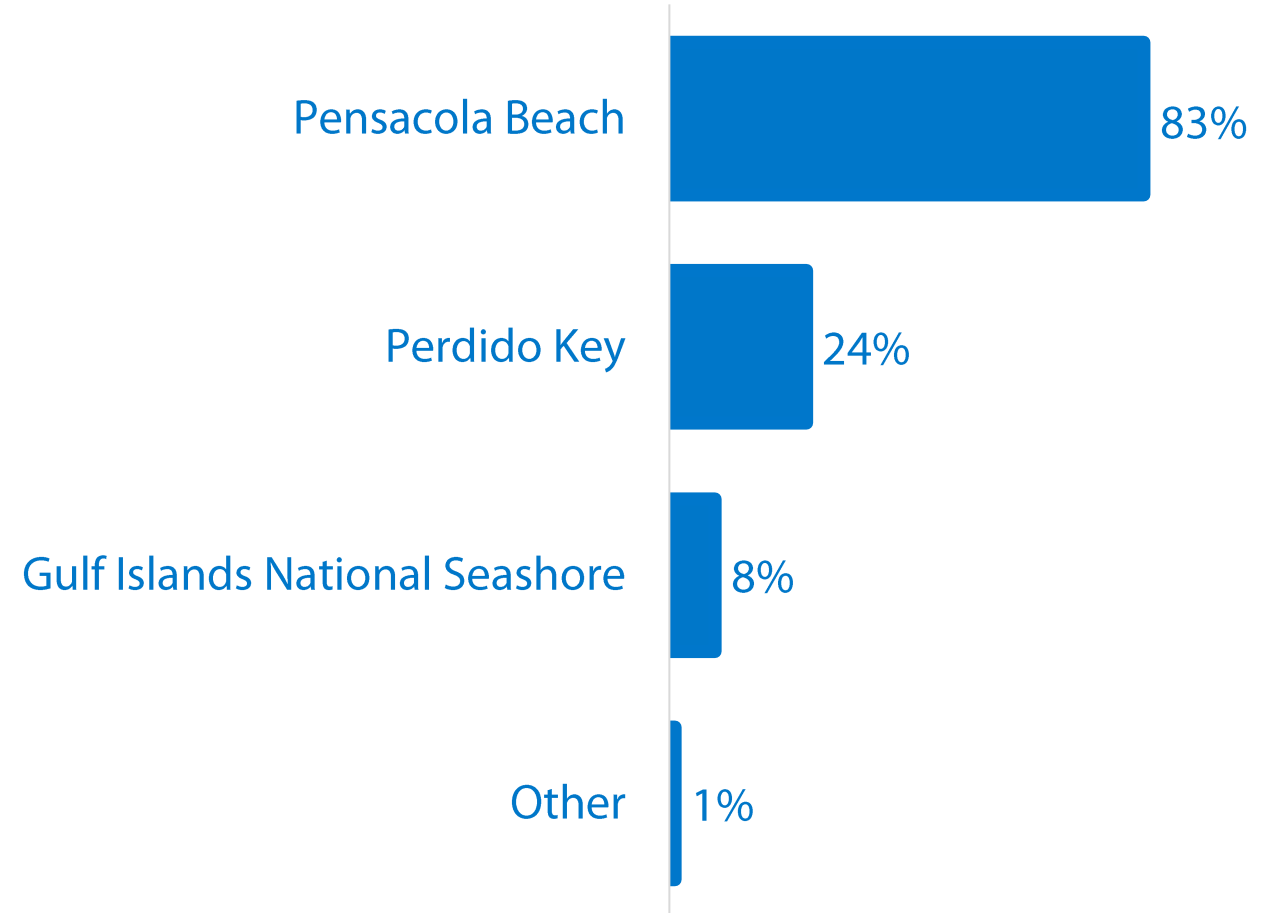 Pensacola Beach 83%
Perdido Key 24%
Gulf Islands National Seashore 8%
Other 1%